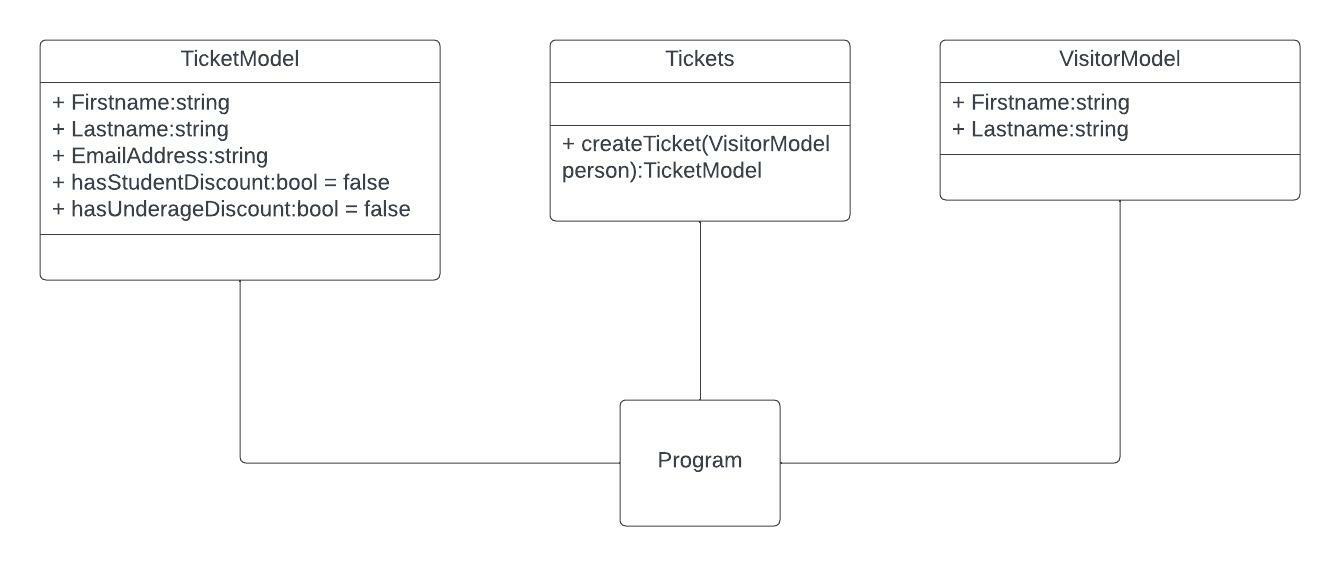 TicketModel
+ Firstname:string
+ Lastname:string
+ EmailAddress:string
+ hasStudentDiscount:bool = false
+ hasUnderageDiscount:bool = false
Tickets
+ createTicket(VisitorModel
person):TicketModel
VisitorModel
+ Firstname:string
+ Lastname:string
Program